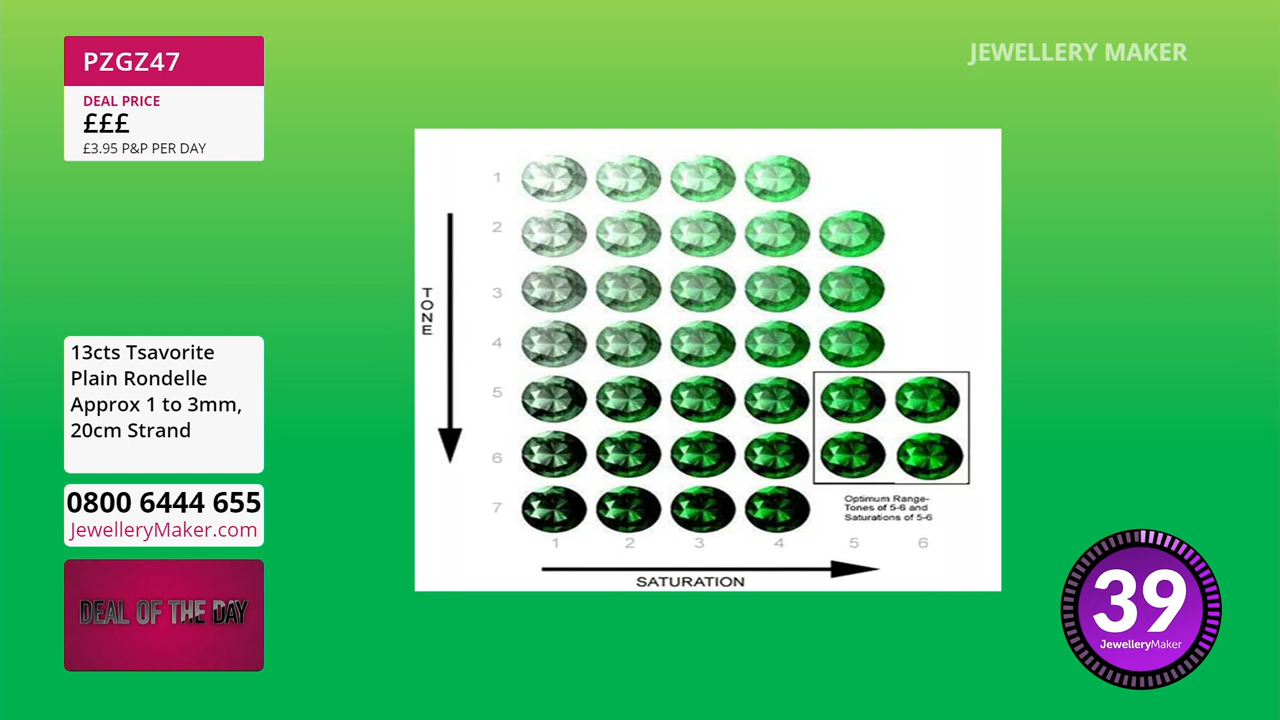 PZGZ47
DEAL PRICE
£££
£3.95 P&P PER DAY
JEWELLERY MAKER
1
2
3
4
5
6
7
TONE
Optimum Range-
Tones of 5-6 and
Saturations of 5-6
1 2 3 4 5 6
SATURATION
13cts Tsavorite
Plain Rondelle
Approx 1 to 3mm,
20cm Strand
0800 6444 655
JewelleryMaker.com
DEAL OF THE DAY
39
JewelleryMaker